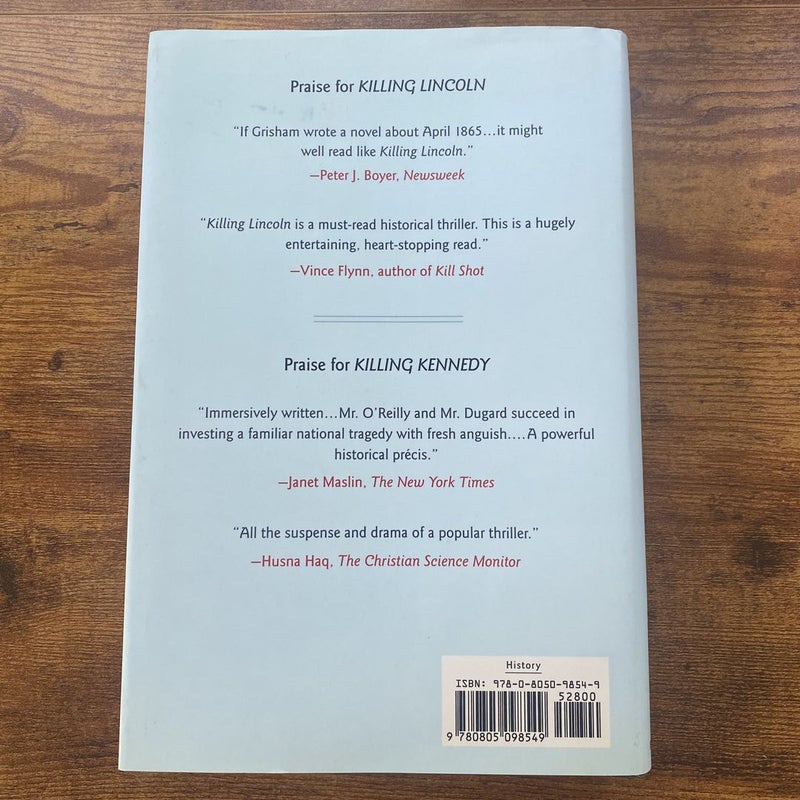 Praise for KILLING LINCOLN
“If Grisham wrote a novel about April 1865…it might
well read like Killing Lincoln.”
—Peter J. Boyer, Newsweek
“Killing Lincoln is a must-read historical thriller. This is a hugely
entertaining, heart-stopping read.”
—Vince Flynn, author of Kill Shot
Praise for KILLING KENNEDY
“Immersively written…Mr. O’Reilly and Mr. Dugard succeed in
investing a familiar national tragedy with fresh anguish.…A powerful
historical précis.”
—Janet Maslin, The New York Times
“All the suspense and drama of a popular thriller.”
—Husna Haq, The Christian Science Monitor
History
ISBN: 978-0-8050-9854-9
52800
9 780805 098549